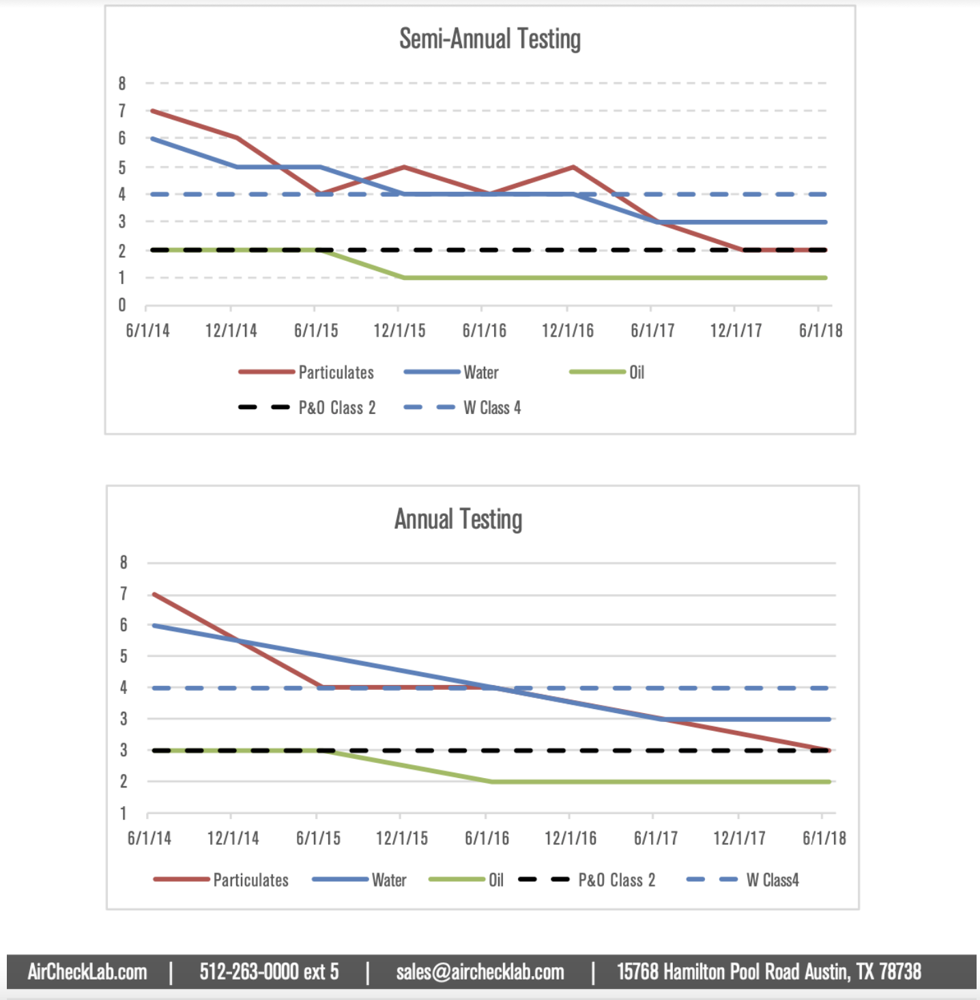 Semi-Annual Testing
8
7
6
5
4
3
2
1
0
6/1/14 12/1/14 6/1/15 12/1/15 6/1/16 12/1/16 6/1/17 12/1/17 6/1/18
Particulates Water Oil
P&O Class 2 W Class 4
Annual Testing
8
7
6
5
4
3
3
2
1
6/1/14 12/1/14 6/1/15 12/1/15 6/1/16 12/1/16 6/1/17 12/1/17 6/1/18
Particulates Water Oil P&O Class 2 W Class4
AirCheckLab.com | 512-263-0000 ext 5 | sales@airchecklab.com | 15768 Hamilton Pool Road Austin, TX 78738